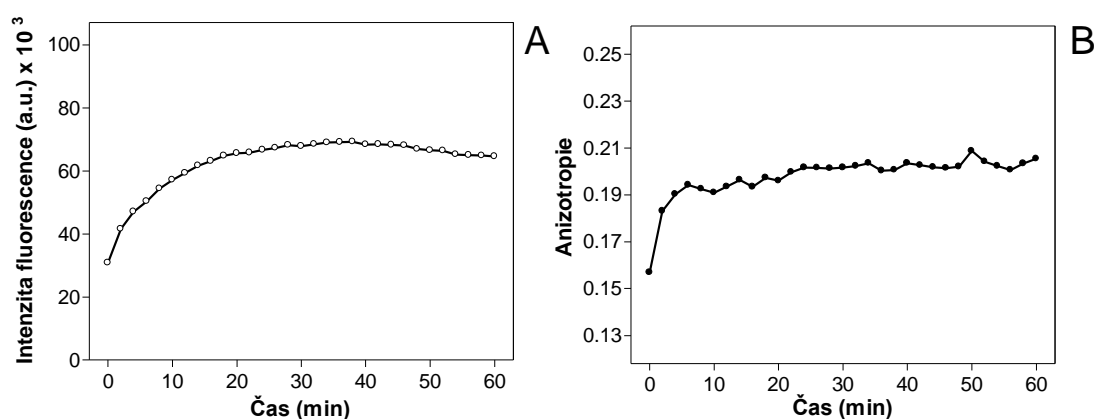 A
Intenzita fluorescence (a.u.) x 10 3
100
80
60
40
20
0
0 10 20 30 40 50 60
Čas (min)
B
Anizotropie
0.25
0.23
0.21
0.19
0.17
0.15
0.13
0 10 20 30 40 50 60
Čas (min)